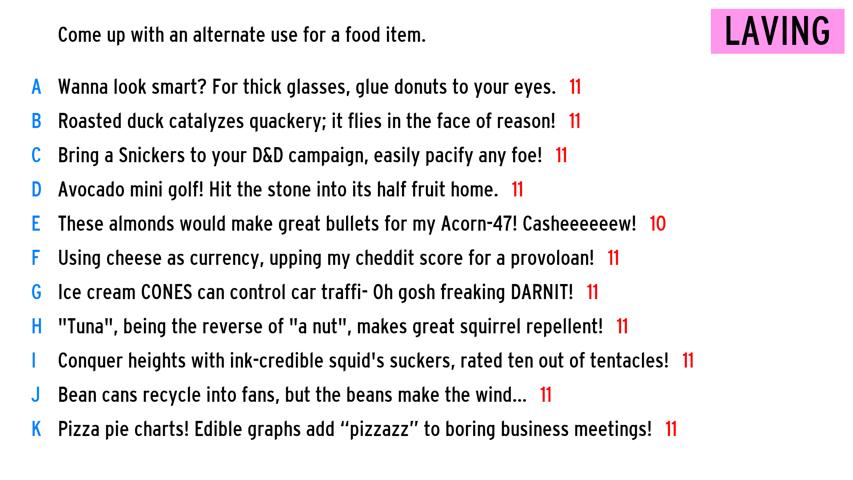 Come up with an alternate use for a food item.
LAVING
A Wanna look smart? For thick glasses, glue donuts to your eyes. 11
B Roasted duck catalyzes quackery; it flies in the face of reason! 11
C Bring a Snickers to your D&D campaign, easily pacify any foe! 11
D Avocado mini golf! Hit the stone into its half fruit home. 11
E These almonds would make great bullets for my Acorn-47! Casheeeeeew! 10
F Using cheese as currency, upping my cheddit score for a provoloan! 11
G Ice cream CONES can control car traffi- Oh gosh freaking DARNIT! 11
H "Tuna", being the reverse of "a nut", makes great squirrel repellent! 11
I Conquer heights with ink-credible squid's suckers, rated ten out of tentacles! 11
J Bean cans recycle into fans, but the beans make the wind... 11
K Pizza pie charts! Edible graphs add “pizzazz” to boring business meetings! 11